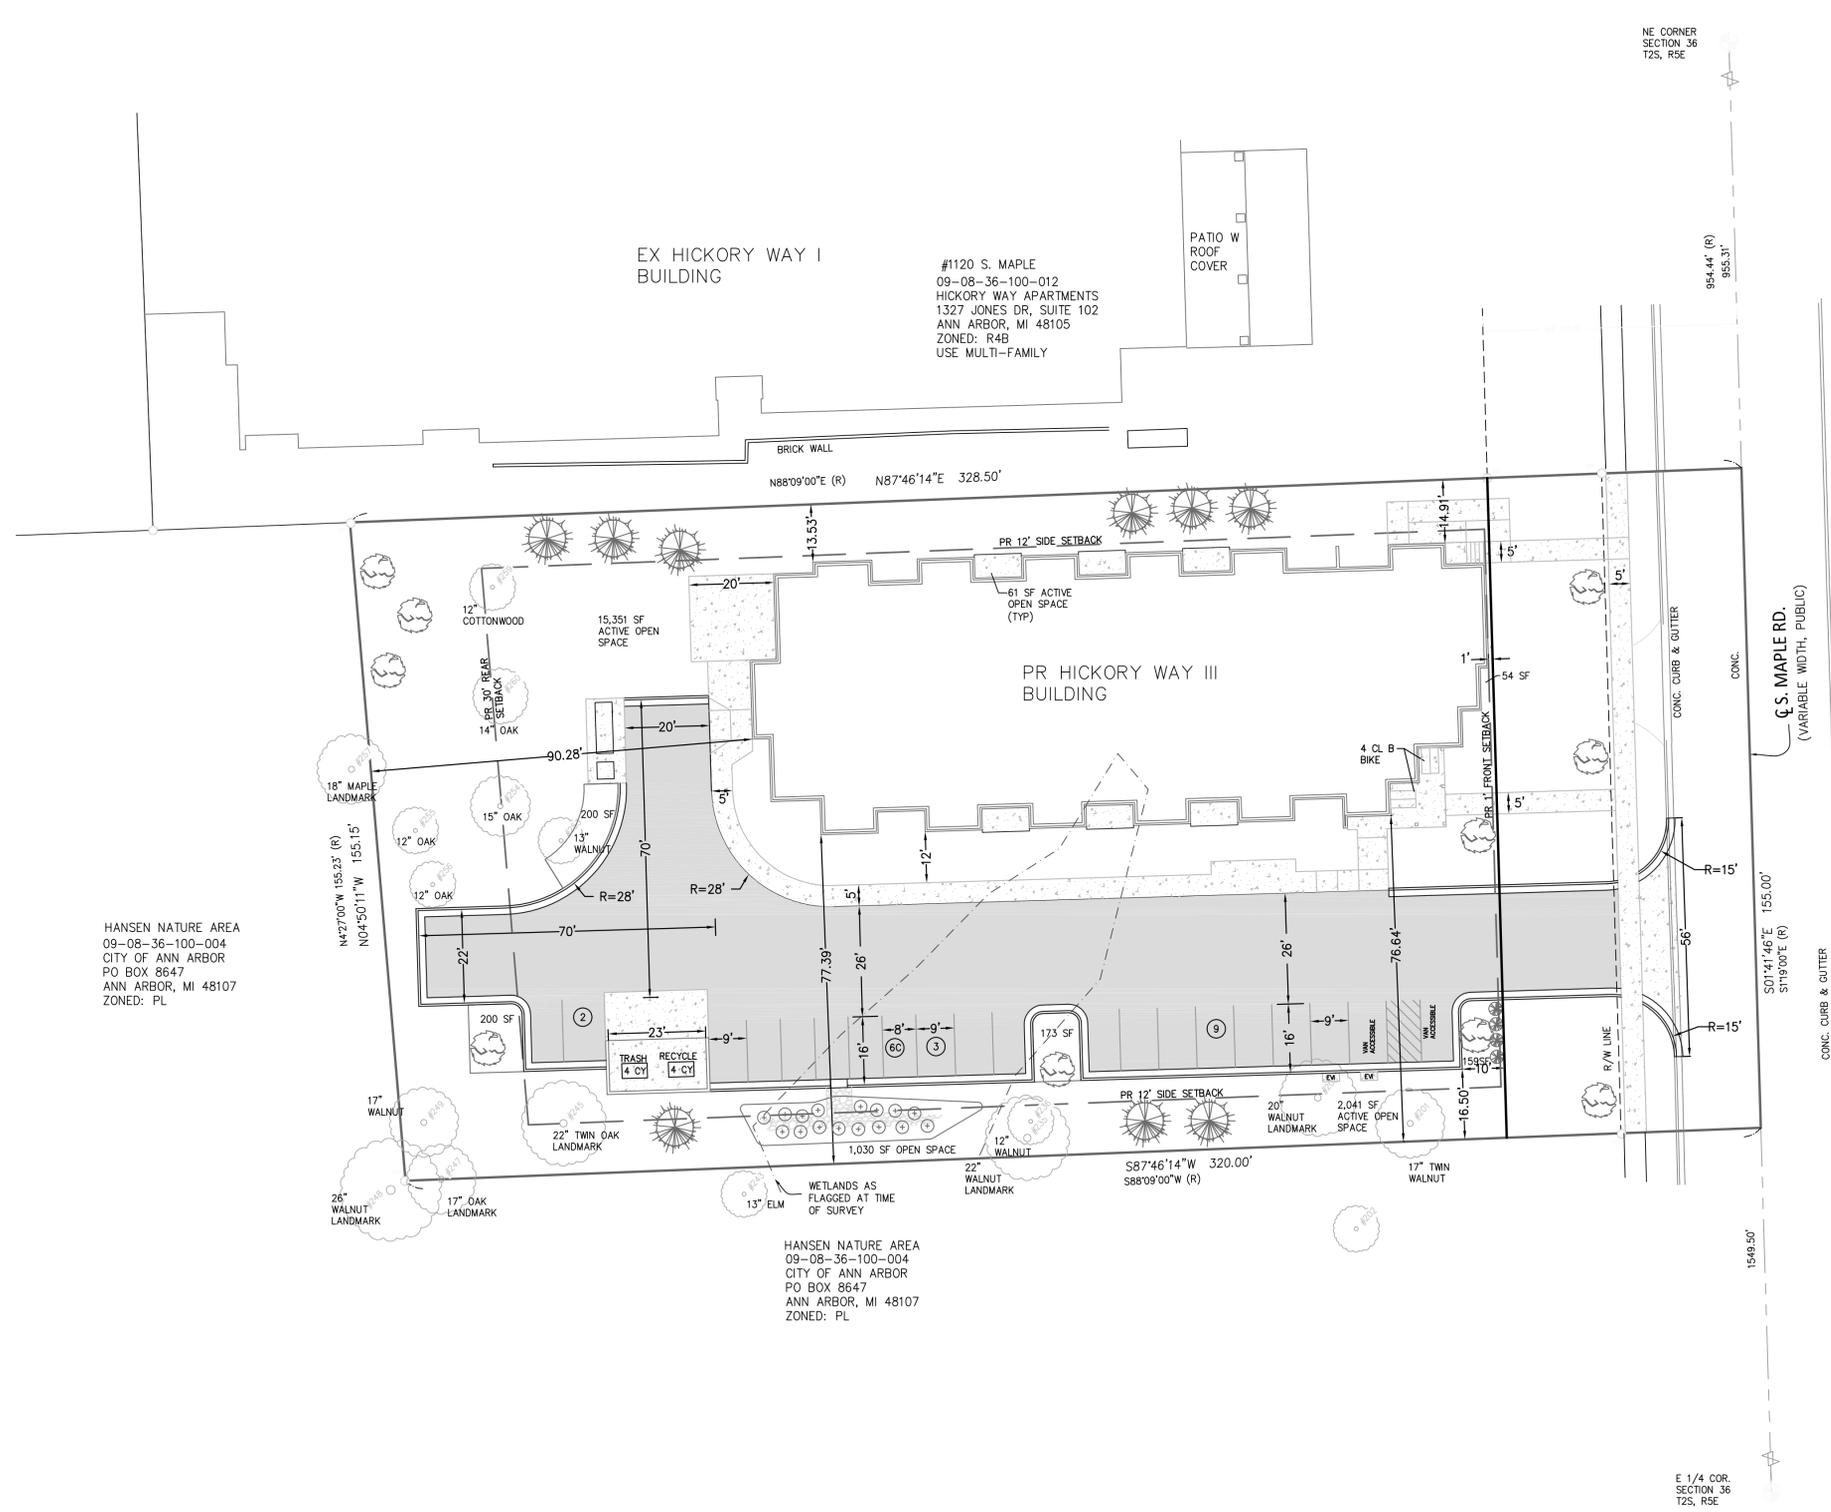 NE CORNER
SECTION 36
T2S, R5E
954.44' (R)
955.31'
EX HICKORY WAY I
BUILDING
#1120 S. MAPLE
09-08-36-100-012
HICKORY WAY APARTMENTS
1327 JONES DR, SUITE 102
ANN ARBOR, MI 48105
ZONED: R4B
USE MULTI-FAMILY
PATIO W
ROOF
COVER
BRICK WALL
N88°09'00"E (R)
N87°46'14"E 328.50'
13.53'
14.91'
PR 12' SIDE SETBACK
5'
5'
20'
12"
COTTONWOOD
#259
15,351 SF
ACTIVE OPEN
SPACE
61 SF ACTIVE
OPEN SPACE
(TYP)
PR HICKORY WAY III
BUILDING
1'
54 SF
PR 1' FRONT SETBACK
CONC. CURB & GUTTER
CONC.
℄ S. MAPLE RD.
(VARIABLE WIDTH, PUBLIC)
PR 30' REAR
SETBACK
#260
14" OAK
20'
90.28'
#257
18" MAPLE
LANDMARK
4 CL B
BIKE
5'
5'
#254
15" OAK
200 SF
13"
WALNUT
12" OAK
12" OAK
N4°27'00"W 155.23' (R)
N04°50'11"W 155.15'
70'
R=28'
R=28'
12'
5'
R=15'
HANSEN NATURE AREA
09-08-36-100-004
CITY OF ANN ARBOR
PO BOX 8647
ANN ARBOR, MI 48107
ZONED: PL
70'
22'
77.39'
26'
26'
76.64'
56'
S01°41'46"E 155.00'
S1°19'00"E (R)
CONC. CURB & GUTTER
200 SF
2
23'
9'
TRASH
4 CY
RECYCLE
4 CY
16'
8'
9'
6C
3
173 SF
9
9'
16'
VAN
ACCESSIBLE
VAN
ACCESSIBLE
159SF
10'
R=15'
R/W LINE
EVI
EVI
PR 12' SIDE SETBACK
16.50'
17"
WALNUT
#249
#245
22" TWIN OAK
LANDMARK
1,030 SF OPEN SPACE
12"
WALNUT
20"
WALNUT
LANDMARK
2,041 SF
ACTIVE OPEN
SPACE
#201
26"
WALNUT
LANDMARK
#248
#247
17" OAK
LANDMARK
#243
13" ELM
WETLANDS AS
FLAGGED AT TIME
OF SURVEY
22"
WALNUT
LANDMARK
S87°46'14"W 320.00'
S88°09'00"W (R)
17" TWIN
WALNUT
#202
HANSEN NATURE AREA
09-08-36-100-004
CITY OF ANN ARBOR
PO BOX 8647
ANN ARBOR, MI 48107
ZONED: PL
1549.50'
E 1/4 COR.
SECTION 36
T2S, R5E